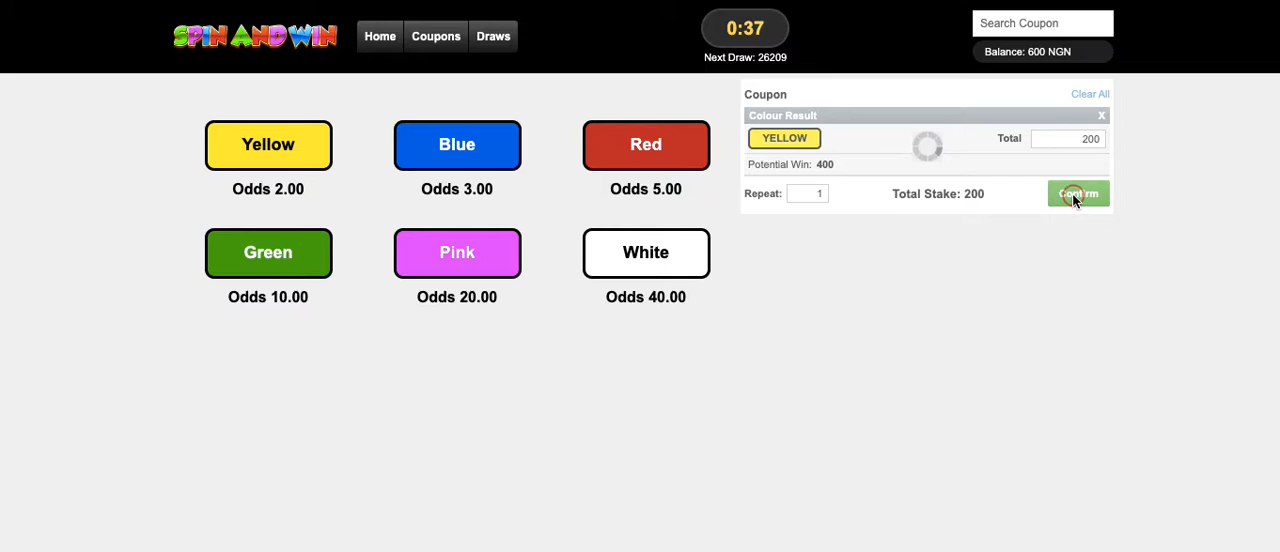 SPIN AND WIN
Home Coupons Draws
0:37
Next Draw: 26209
Search Coupon
Balance: 600 NGN
Yellow Blue Red
Odds 2.00 Odds 3.00 Odds 5.00
Green Pink White
Odds 10.00 Odds 20.00 Odds 40.00
Coupon Clear All
Colour Result X
YELLOW Total 200
Potential Win: 400
Repeat: 1 Total Stake: 200 Confirm